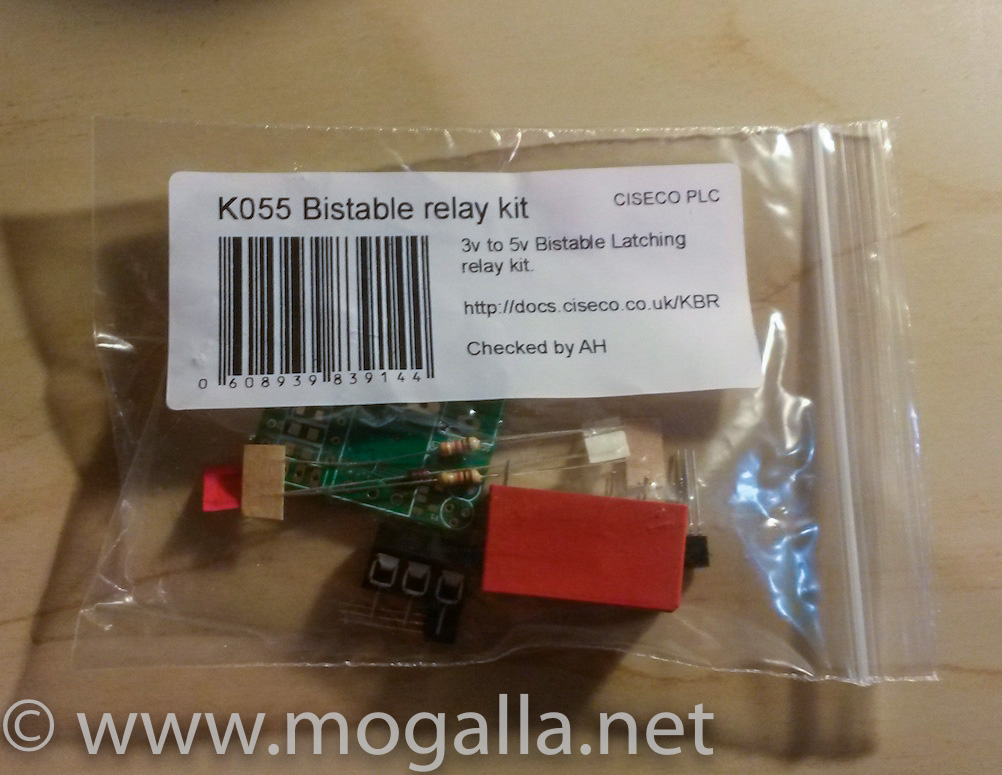 K055 Bistable relay kit
CISECO PLC
3v to 5v Bistable Latching
relay kit.
http://docs.ciseco.co.uk/KBR
Checked by AH
0 608939 839144
© www.mogalla.net